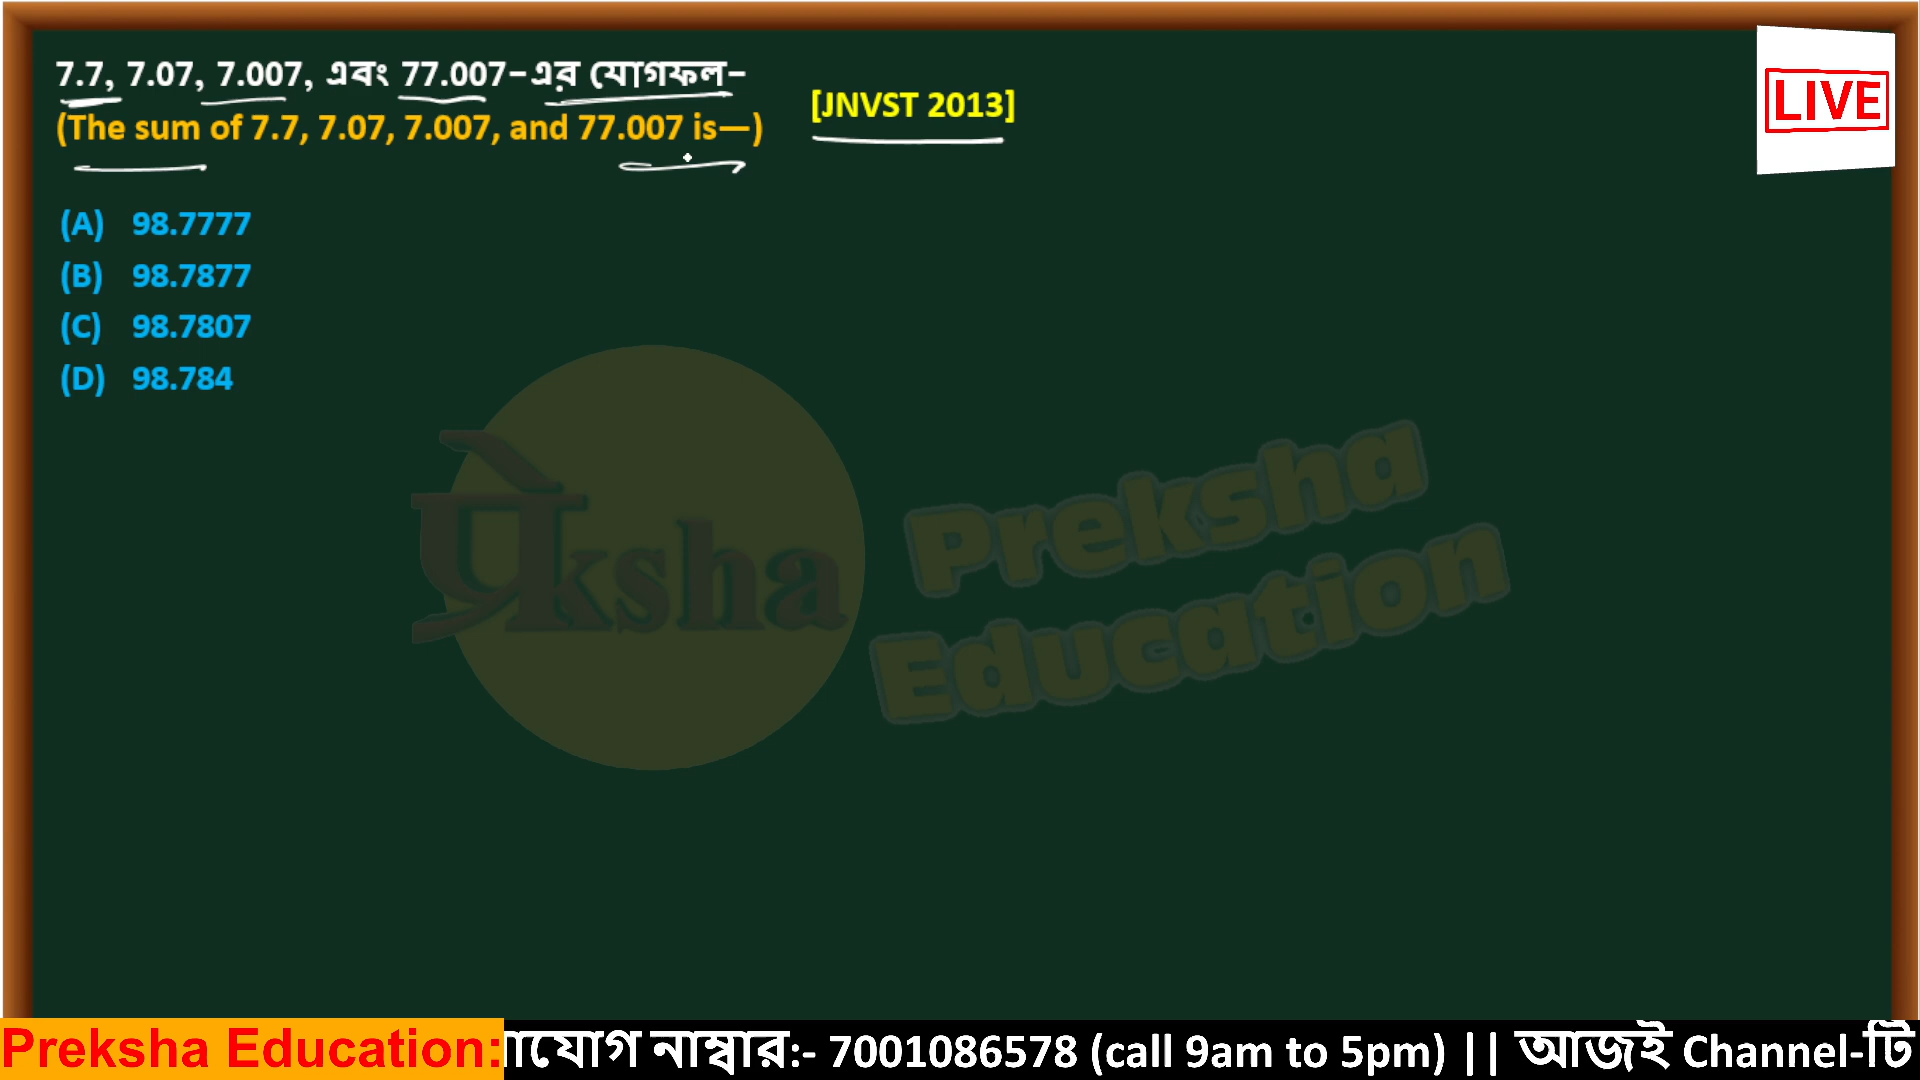 7.7, 7.07, 7.007, এবং 77.007-এর যোগফল-
(The sum of 7.7, 7.07, 7.007, and 77.007 is—)
[JNVST 2013]
LIVE
(A) 98.7777
(B) 98.7877
(C) 98.7807
(D) 98.784
प्रेksha
Preksha
Education
Preksha Education: াযোগ নাম্বার:- 7001086578 (call 9am to 5pm) || আজই Channel-টি